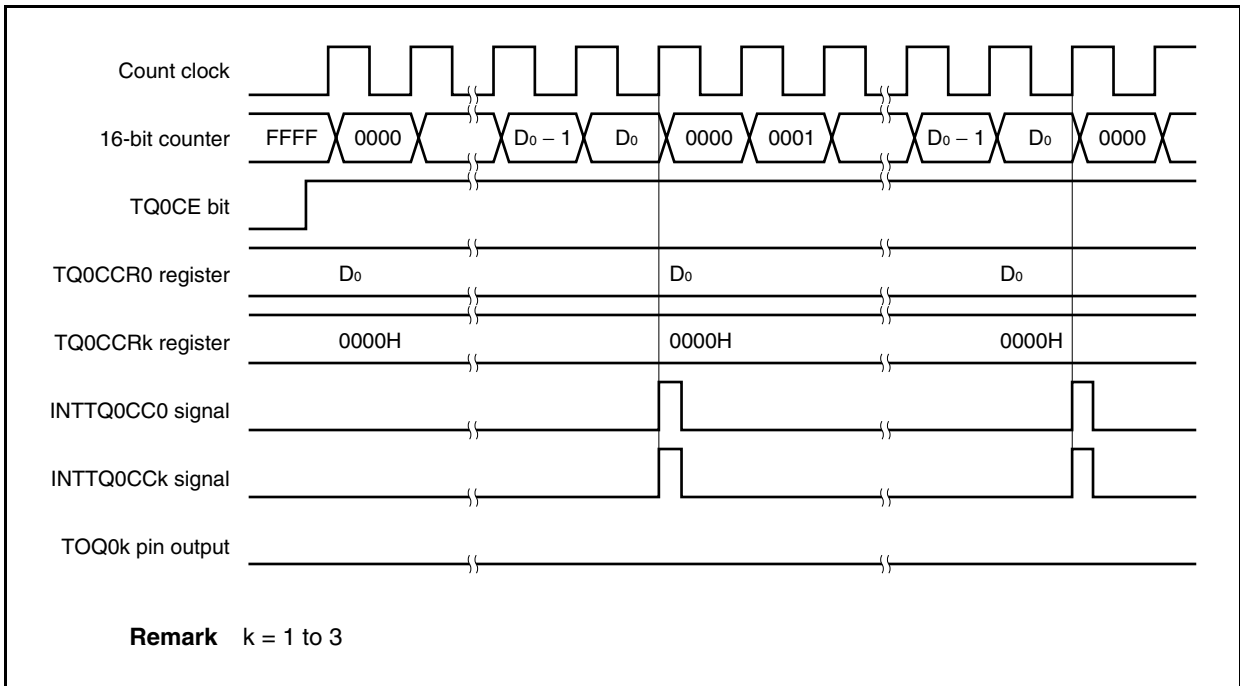 Count clock
16-bit counter FFFF 0000 D0 – 1 D0 0000 0001 D0 – 1 D0 0000
TQ0CE bit
TQ0CCR0 register D0 D0 D0
TQ0CCRk register 0000H 0000H 0000H
INTTQ0CC0 signal
INTTQ0CCk signal
TOQ0k pin output
Remark k = 1 to 3